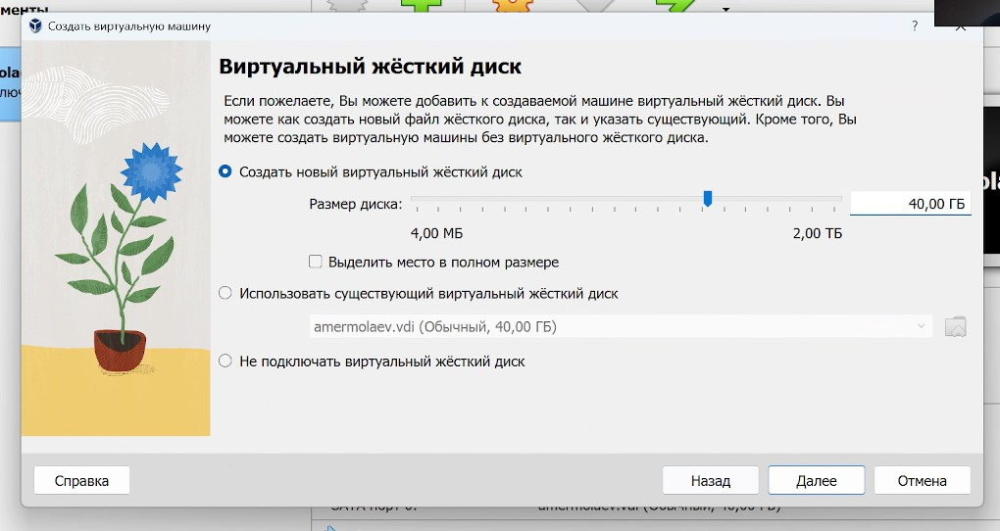 менты
Создать виртуальную машину
?
Виртуальный жёсткий диск
Если пожелаете, Вы можете добавить к создаваемой машине виртуальный жёсткий диск. Вы
можете как создать новый файл жёсткого диска, так и указать существующий. Кроме того, Вы
можете создать виртуальную машины без виртуального жёсткого диска.
Создать новый виртуальный жёсткий диск
Размер диска:
40,00 ГБ
4,00 МБ
2,00 ТБ
Выделить место в полном размере
Использовать существующий виртуальный жёсткий диск
amermolaev.vdi (Обычный, 40,00 ГБ)
Не подключать виртуальный жёсткий диск
Справка
Назад
Далее
Отмена
SATA порт 0:
amermolaev.vdi (Обычный, 40,00 ГБ)